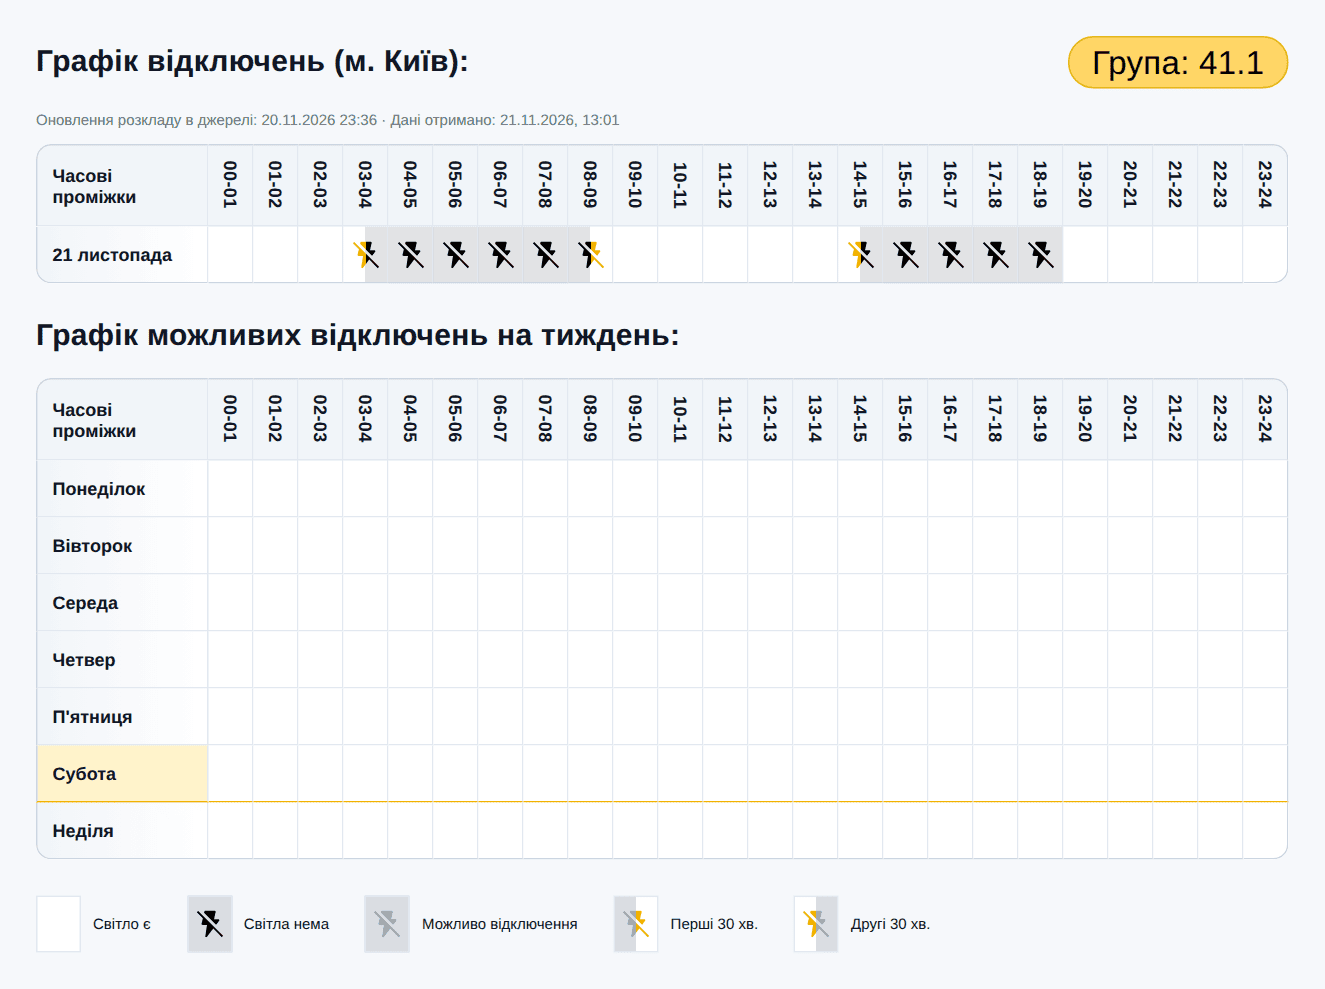 Графік відключень (м. Київ):
Група: 41.1
Оновлення розкладу в джерелі: 20.11.2026 23:36 · Дані отримано: 21.11.2026, 13:01
Часові проміжки 00-01 01-02 02-03 03-04 04-05 05-06 06-07 07-08 08-09 09-10 10-11 11-12 12-13 13-14 14-15 15-16 16-17 17-18 18-19 19-20 20-21 21-22 22-23 23-24
21 листопада
Графік можливих відключень на тиждень:
Часові проміжки 00-01 01-02 02-03 03-04 04-05 05-06 06-07 07-08 08-09 09-10 10-11 11-12 12-13 13-14 14-15 15-16 16-17 17-18 18-19 19-20 20-21 21-22 22-23 23-24
Понеділок
Вівторок
Середа
Четвер
П'ятниця
Субота
Неділя
Світло є Світла нема Можливо відключення Перші 30 хв. Другі 30 хв.